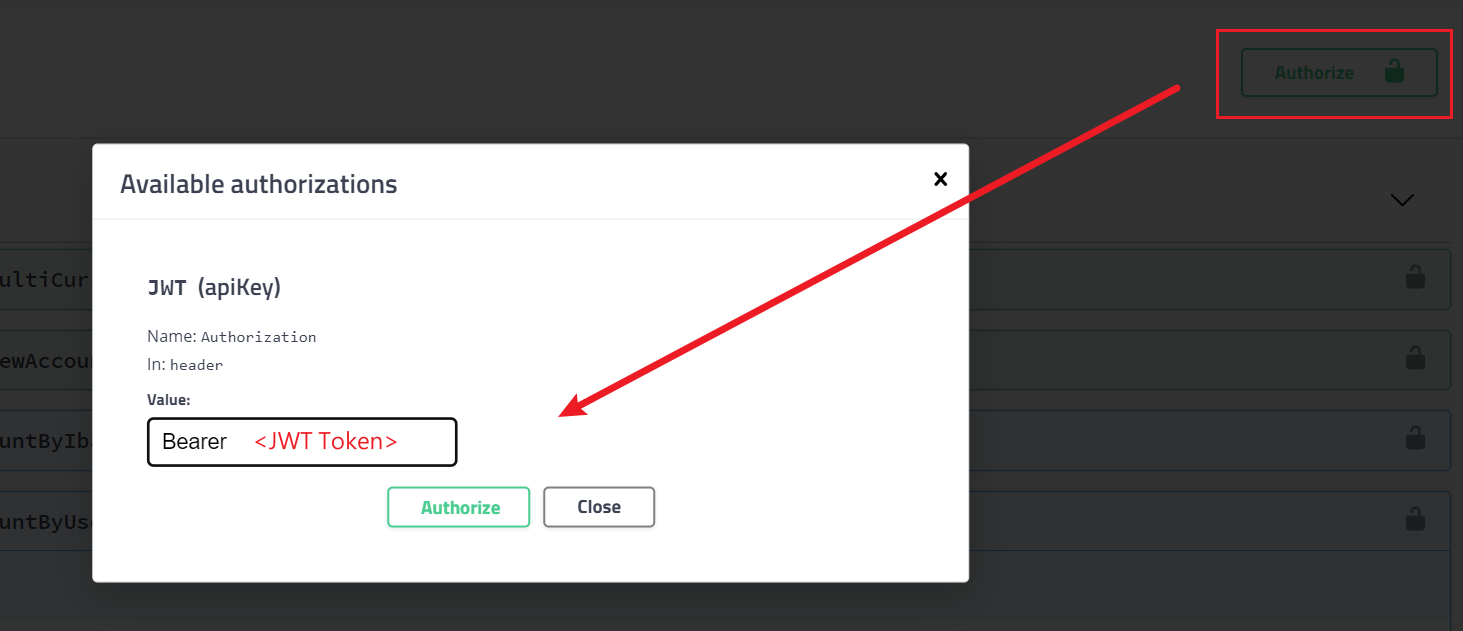 Authorize
Available authorizations
JWT (apiKey)
Name: Authorization
In: header
Value:
Bearer <JWT Token>
Authorize Close
ultiCur
ewAccou
untByIb
untByUs